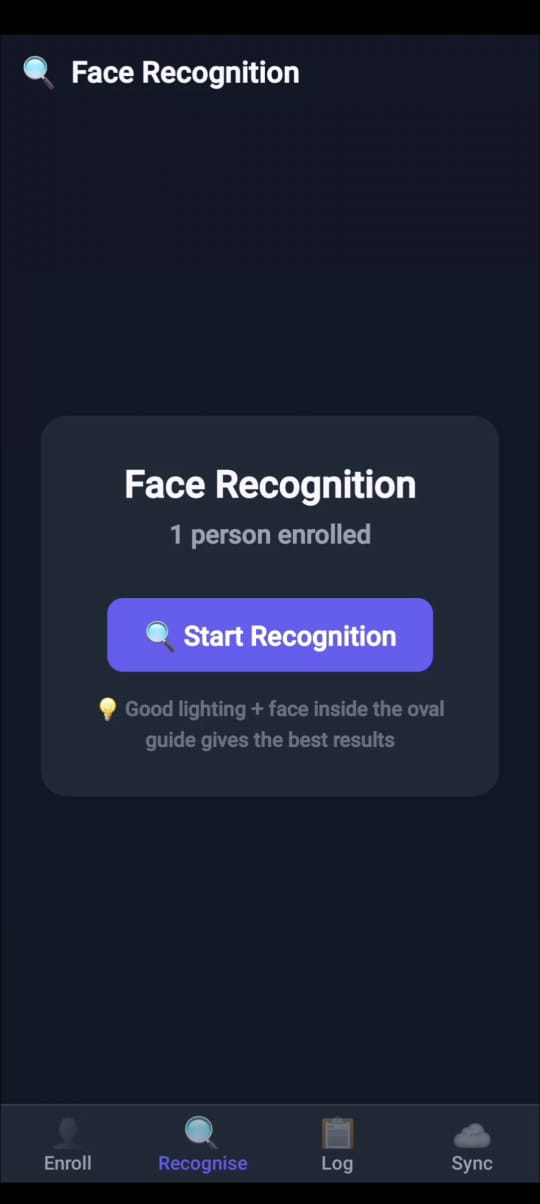 Face Recognition
Face Recognition
1 person enrolled
Start Recognition
Good lighting + face inside the oval
guide gives the best results
Enroll
Recognise
Log
Sync